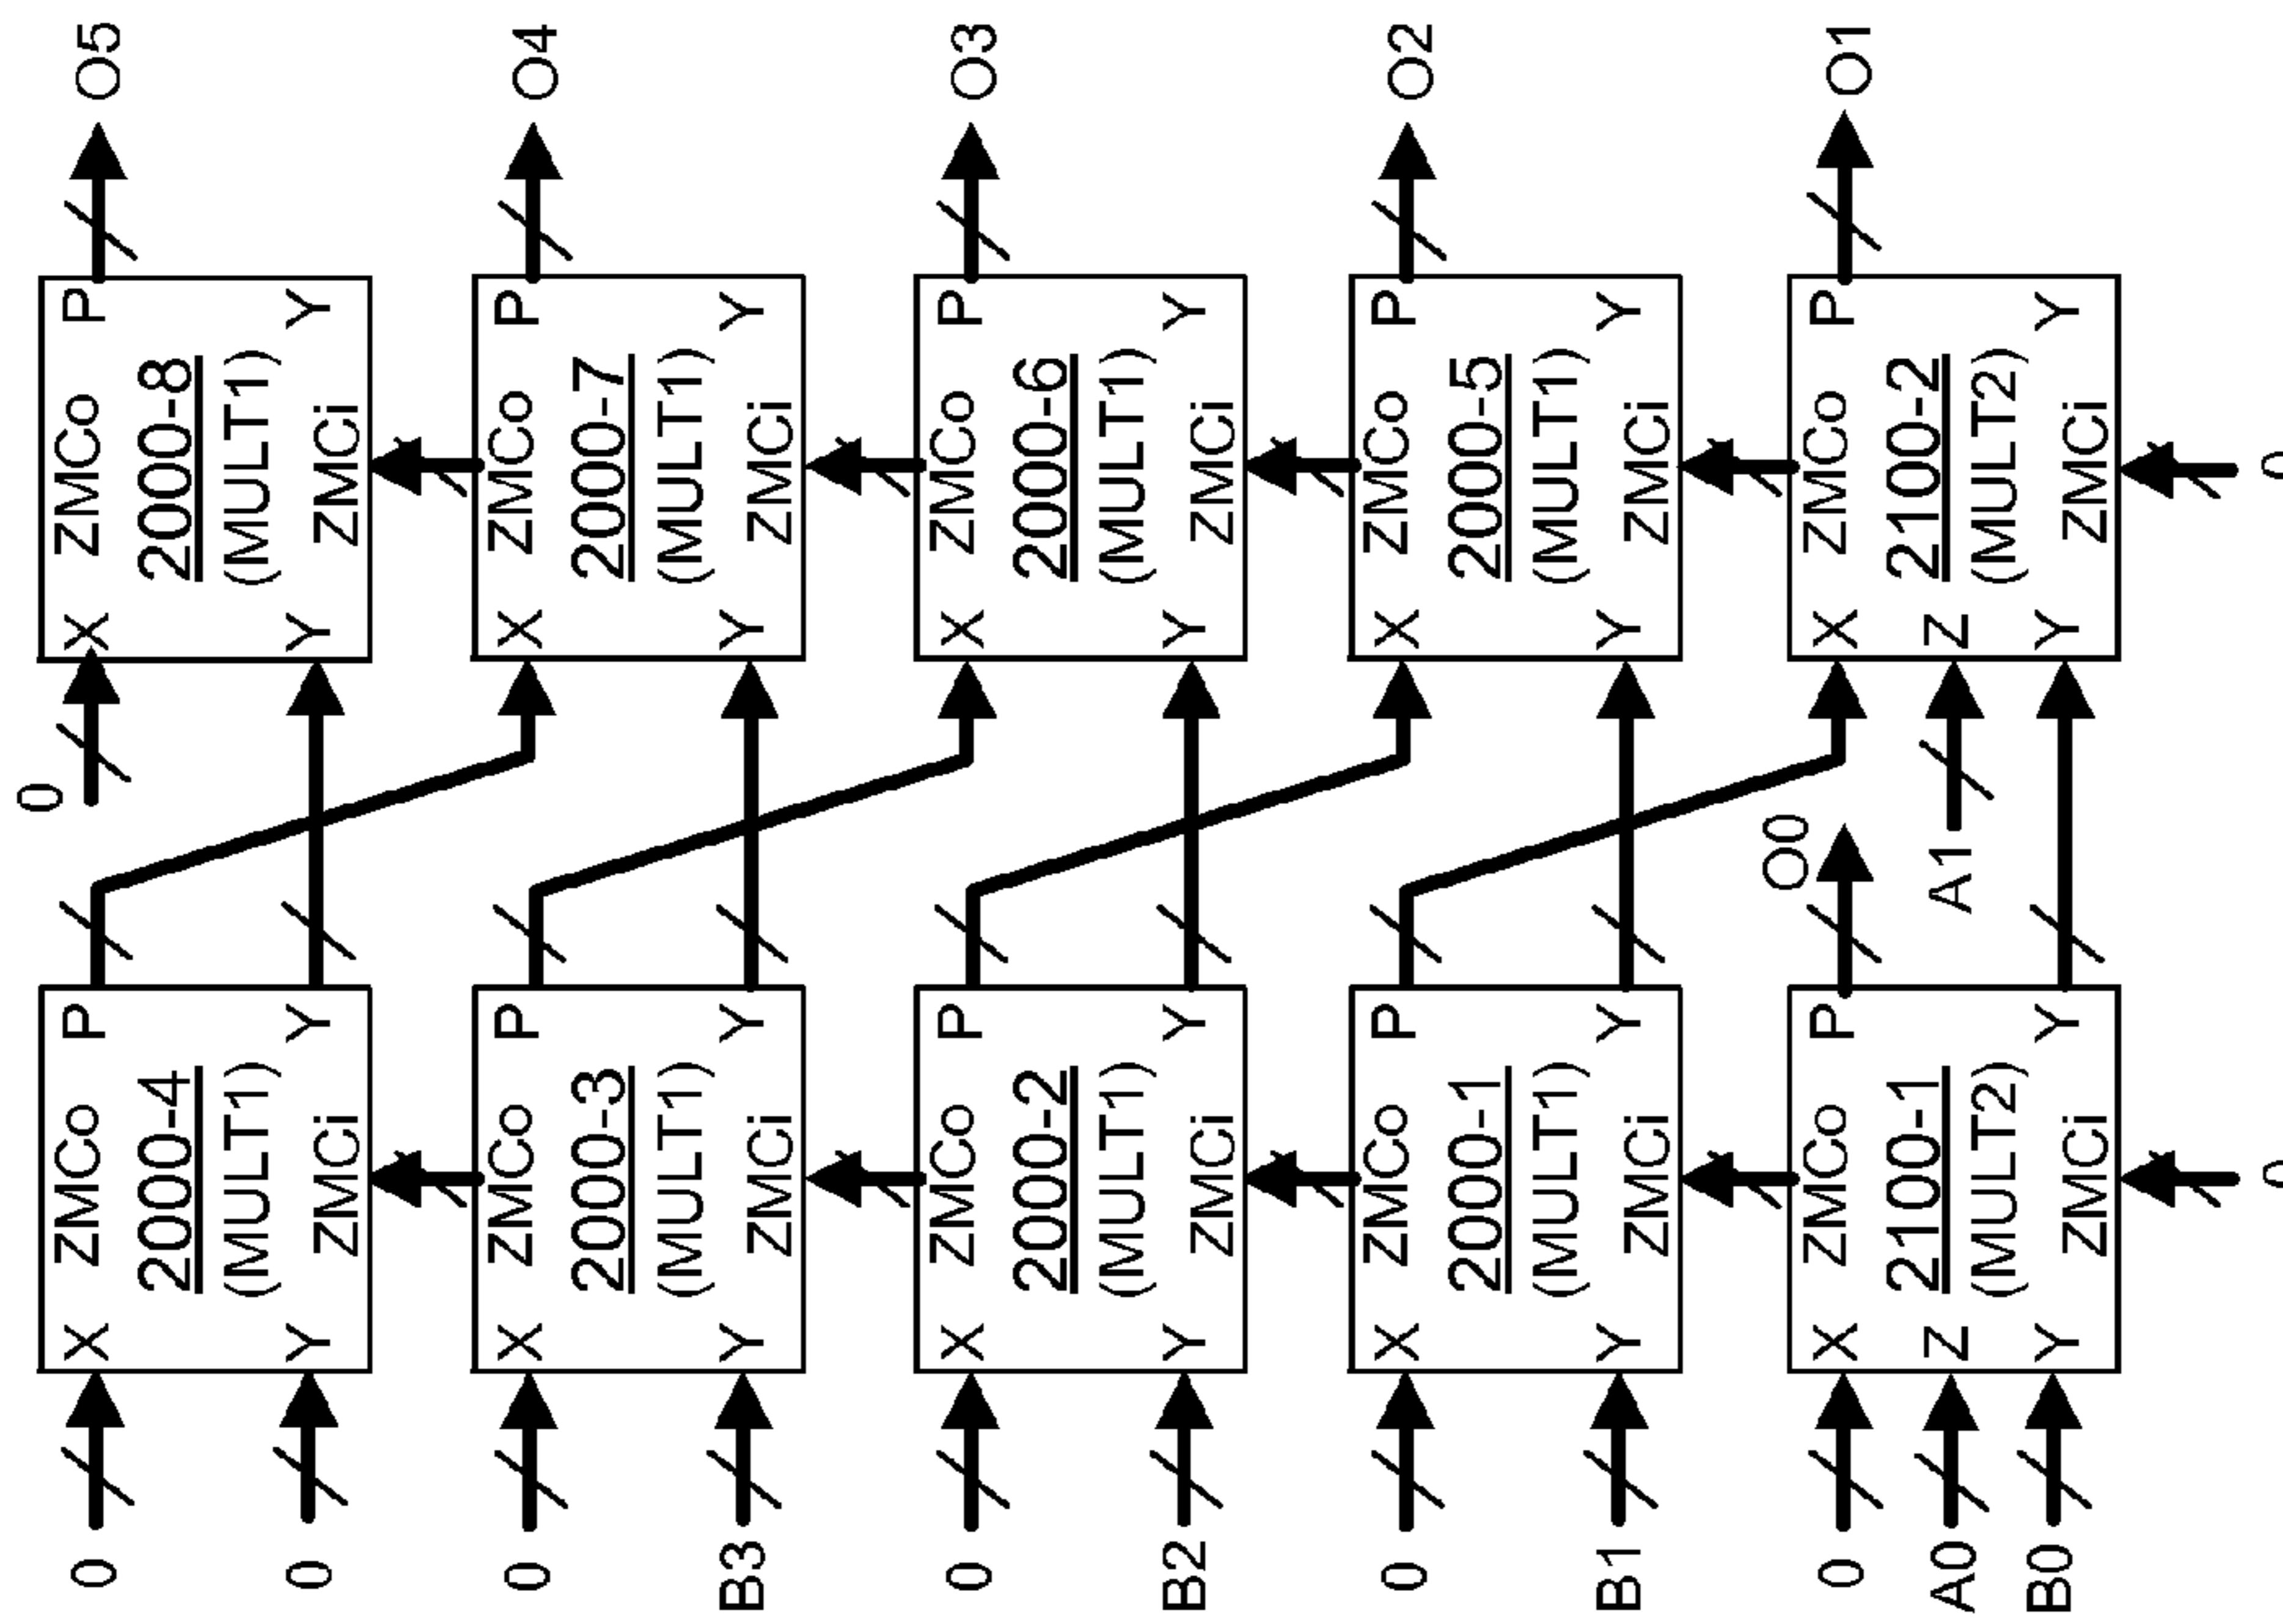 0
0 X ZMCo P X ZMCo P O5
2000-4 2000-8
(MULT1) (MULT1)
0 Y Y Y Y
ZMCi ZMCi
0 X ZMCo P X ZMCo P O4
2000-3 2000-7
(MULT1) (MULT1)
B3 Y Y Y Y
ZMCi ZMCi
0 X ZMCo P X ZMCo P O3
2000-2 2000-6
(MULT1) (MULT1)
B2 Y Y Y Y
ZMCi ZMCi
0 X ZMCo P X ZMCo P O2
2000-1 2000-5
(MULT1) (MULT1)
B1 Y Y Y Y
ZMCi ZMCi
O0
0 X ZMCo P X ZMCo P O1
2100-1 2100-2
A0 Z A1 Z
(MULT2) (MULT2)
B0 Y Y Y Y
ZMCi ZMCi
0 0